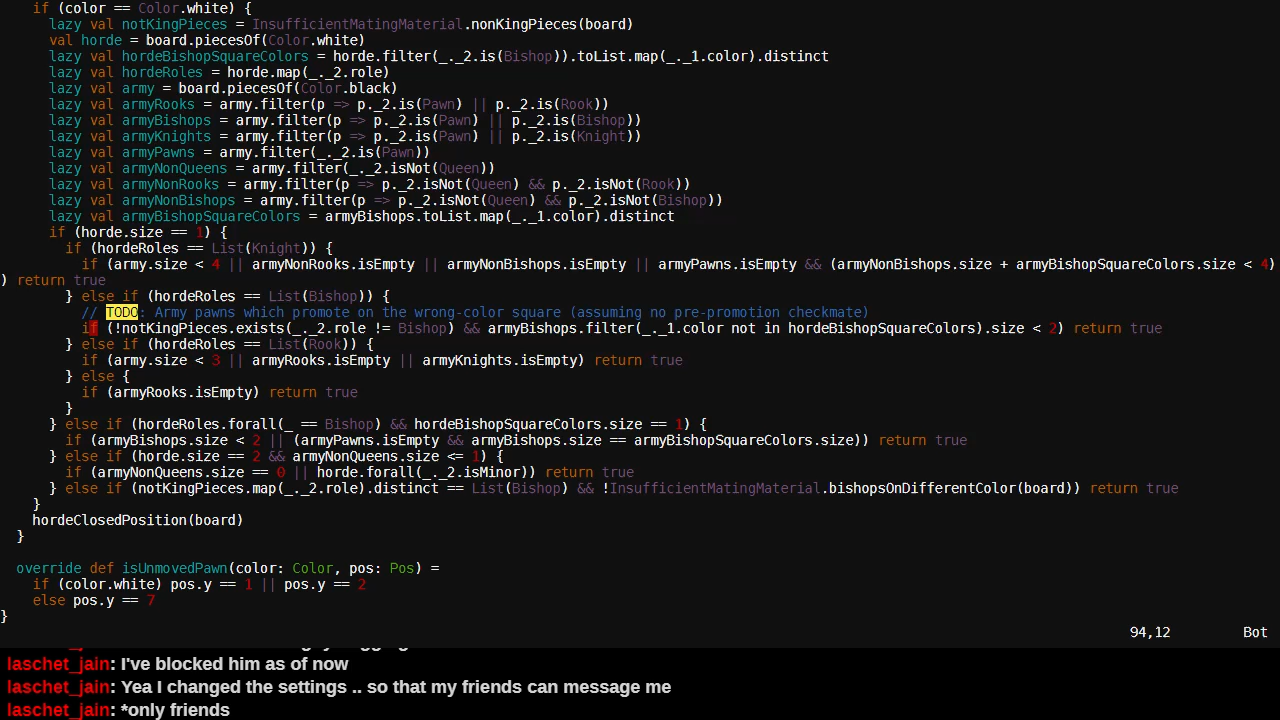 if (color == Color.white) {
lazy val notKingPieces = InsufficientMatingMaterial.nonKingPieces(board)
val horde = board.piecesOf(Color.white)
lazy val hordeBishopSquareColors = horde.filter(_._2.is(Bishop)).toList.map(_._1.color).distinct
lazy val hordeRoles = horde.map(_._2.role)
lazy val army = board.piecesOf(Color.black)
lazy val armyRooks = army.filter(p => p._2.is(Pawn) || p._2.is(Rook))
lazy val armyBishops = army.filter(p => p._2.is(Pawn) || p._2.is(Bishop))
lazy val armyKnights = army.filter(p => p._2.is(Pawn) || p._2.is(Knight))
lazy val armyPawns = army.filter(_._2.is(Pawn))
lazy val armyNonQueens = army.filter(_._2.isNot(Queen))
lazy val armyNonRooks = army.filter(p => p._2.isNot(Queen) && p._2.isNot(Rook))
lazy val armyNonBishops = army.filter(p => p._2.isNot(Queen) && p._2.isNot(Bishop))
lazy val armyBishopSquareColors = armyBishops.toList.map(_._1.color).distinct
if (horde.size == 1) {
if (hordeRoles == List(Knight)) {
if (army.size < 4 || armyNonRooks.isEmpty || armyNonBishops.isEmpty || armyPawns.isEmpty && (armyNonBishops.size + armyBishopSquareColors.size < 4)
) return true
} else if (hordeRoles == List(Bishop)) {
// TODO: Army pawns which promote on the wrong-color square (assuming no pre-promotion checkmate)
if (!notKingPieces.exists(_._2.role != Bishop) && armyBishops.filter(_._1.color not in hordeBishopSquareColors).size < 2) return true
} else if (hordeRoles == List(Rook)) {
if (army.size < 3 || armyRooks.isEmpty || armyKnights.isEmpty) return true
} else {
if (armyRooks.isEmpty) return true
}
} else if (hordeRoles.forall(_ == Bishop) && hordeBishopSquareColors.size == 1) {
if (armyBishops.size < 2 || (armyPawns.isEmpty && armyBishops.size == armyBishopSquareColors.size)) return true
} else if (horde.size == 2 && armyNonQueens.size <= 1) {
if (armyNonQueens.size == 0 || horde.forall(_._2.isMinor)) return true
} else if (notKingPieces.map(_._2.role).distinct == List(Bishop) && !InsufficientMatingMaterial.bishopsOnDifferentColor(board)) return true
}
hordeClosedPosition(board)
}
override def isUnmovedPawn(color: Color, pos: Pos) =
if (color.white) pos.y == 1 || pos.y == 2
else pos.y == 7
}
94,12 Bot
laschet_jain: I've blocked him as of now
laschet_jain: Yea I changed the settings .. so that my friends can message me
laschet_jain: *only friends